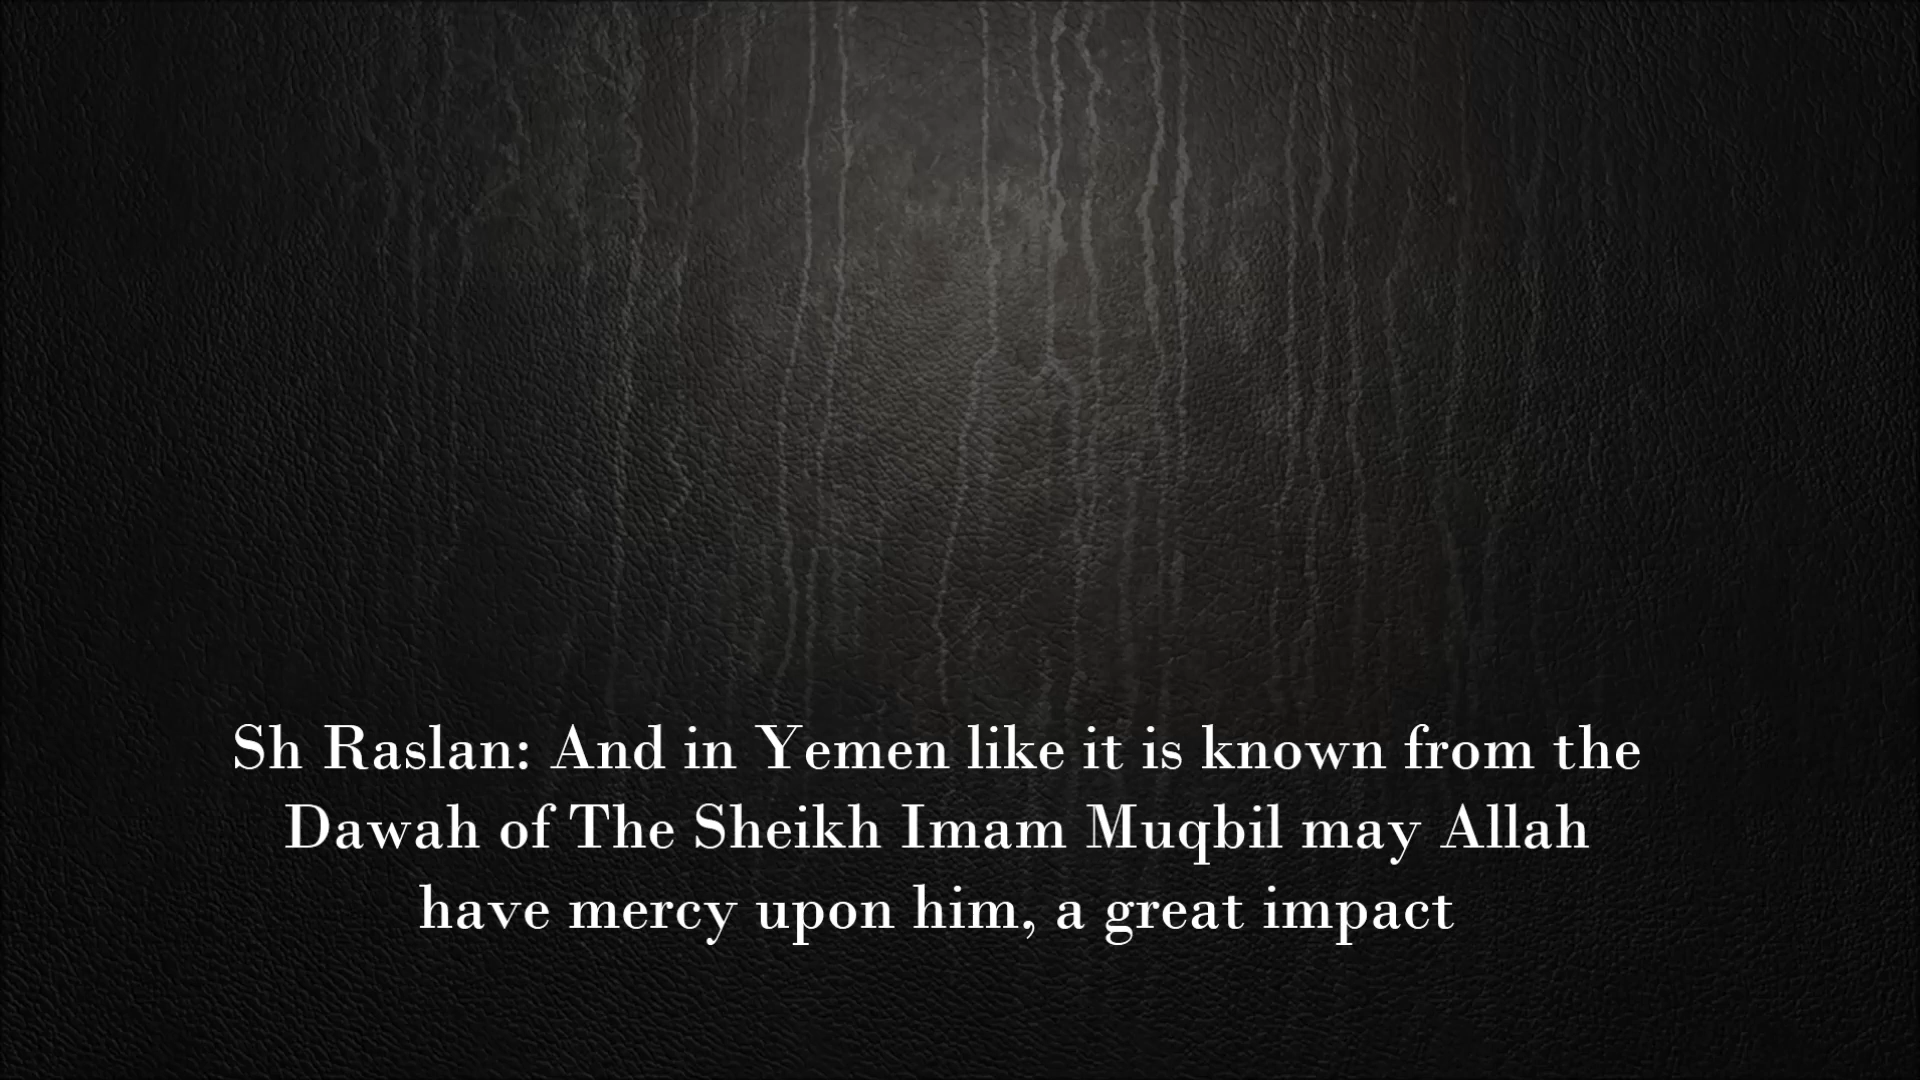 Sh Raslan: And in Yemen like it is known from the
Dawah of The Sheikh Imam Muqbil may Allah
have mercy upon him, a great impact